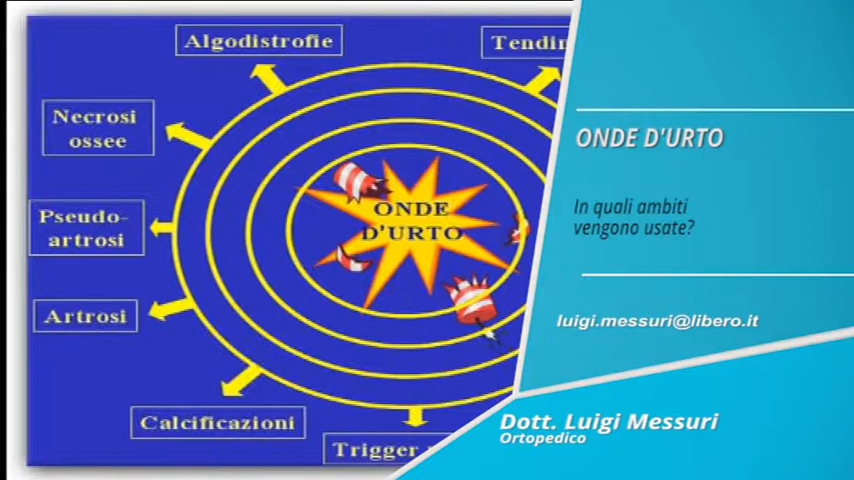 Algodistrofie
Necrosi
ossee
Pseudo-
artrosi
Artrosi
Calcificazioni
Trigger
ONDE
D'URTO
ONDE D'URTO
In quali ambiti
vengono usate?
luigi.messuri@libero.it
Dott. Luigi Messuri
Ortopedico